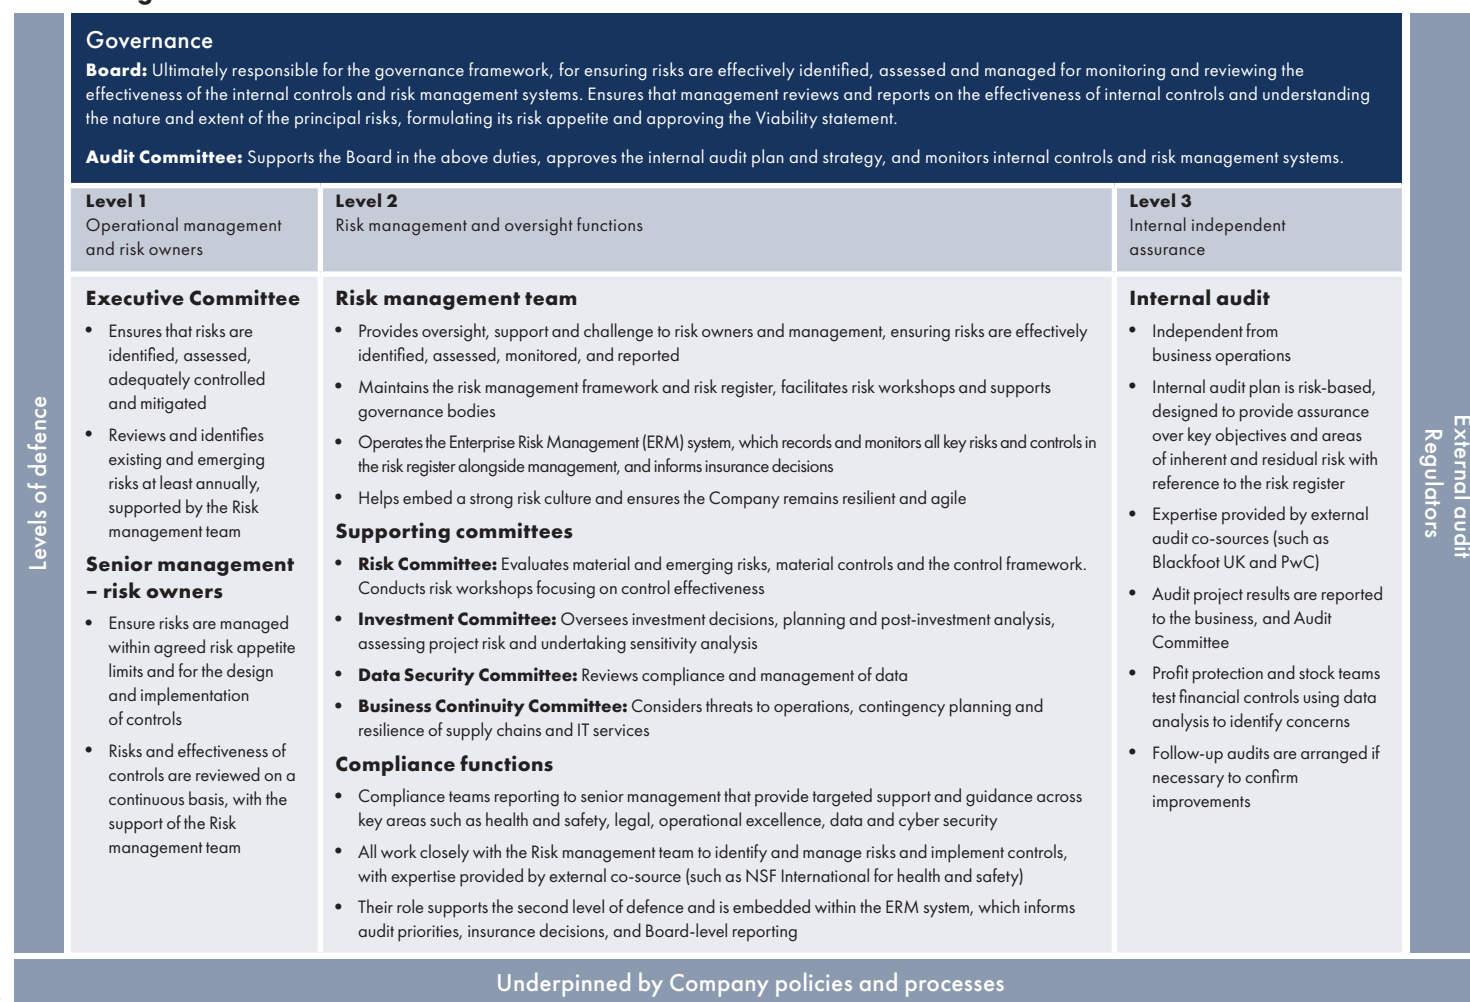 Governance
Board: Ultimately responsible for the governance framework, for ensuring risks are effectively identified, assessed and managed for monitoring and reviewing the
effectiveness of the internal controls and risk management systems. Ensures that management reviews and reports on the effectiveness of internal controls and understanding
the nature and extent of the principal risks, formulating its risk appetite and approving the Viability statement.
Audit Committee: Supports the Board in the above duties, approves the internal audit plan and strategy, and monitors internal controls and risk management systems.
Levels of defence
Level 1
Operational management
and risk owners
Executive Committee
• Ensures that risks are
identified, assessed,
adequately controlled
and mitigated
• Reviews and identifies
existing and emerging
risks at least annually,
supported by the Risk
management team
Senior management
– risk owners
• Ensure risks are managed
within agreed risk appetite
limits and for the design
and implementation
of controls
• Risks and effectiveness of
controls are reviewed on a
continuous basis, with the
support of the Risk
management team
Level 2
Risk management and oversight functions
Risk management team
• Provides oversight, support and challenge to risk owners and management, ensuring risks are effectively
identified, assessed, monitored, and reported
• Maintains the risk management framework and risk register, facilitates risk workshops and supports
governance bodies
• Operates the Enterprise Risk Management (ERM) system, which records and monitors all key risks and controls in
the risk register alongside management, and informs insurance decisions
• Helps embed a strong risk culture and ensures the Company remains resilient and agile
Supporting committees
• Risk Committee: Evaluates material and emerging risks, material controls and the control framework.
Conducts risk workshops focusing on control effectiveness
• Investment Committee: Oversees investment decisions, planning and post-investment analysis,
assessing project risk and undertaking sensitivity analysis
• Data Security Committee: Reviews compliance and management of data
• Business Continuity Committee: Considers threats to operations, contingency planning and
resilience of supply chains and IT services
Compliance functions
• Compliance teams reporting to senior management that provide targeted support and guidance across
key areas such as health and safety, legal, operational excellence, data and cyber security
• All work closely with the Risk management team to identify and manage risks and implement controls,
with expertise provided by external co-source (such as NSF International for health and safety)
• Their role supports the second level of defence and is embedded within the ERM system, which informs
audit priorities, insurance decisions, and Board-level reporting
Level 3
Internal independent
assurance
Internal audit
• Independent from
business operations
• Internal audit plan is risk-based,
designed to provide assurance
over key objectives and areas
of inherent and residual risk with
reference to the risk register
• Expertise provided by external
audit co-sources (such as
Blackfoot UK and PwC)
• Audit project results are reported
to the business, and Audit
Committee
• Profit protection and stock teams
test financial controls using data
analysis to identify concerns
• Follow-up audits are arranged if
necessary to confirm
improvements
External audit
Regulators
Underpinned by Company policies and processes